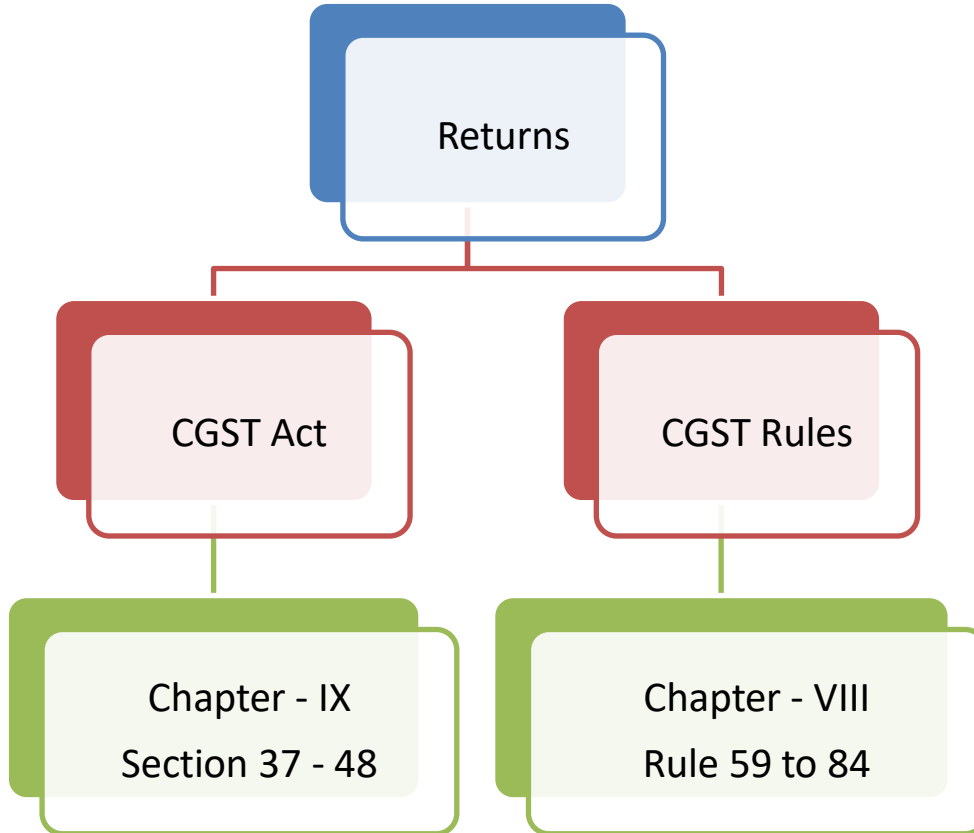 Returns
CGST Act
CGST Rules
Chapter - IX
Section 37 - 48
Chapter - VIII
Rule 59 to 84